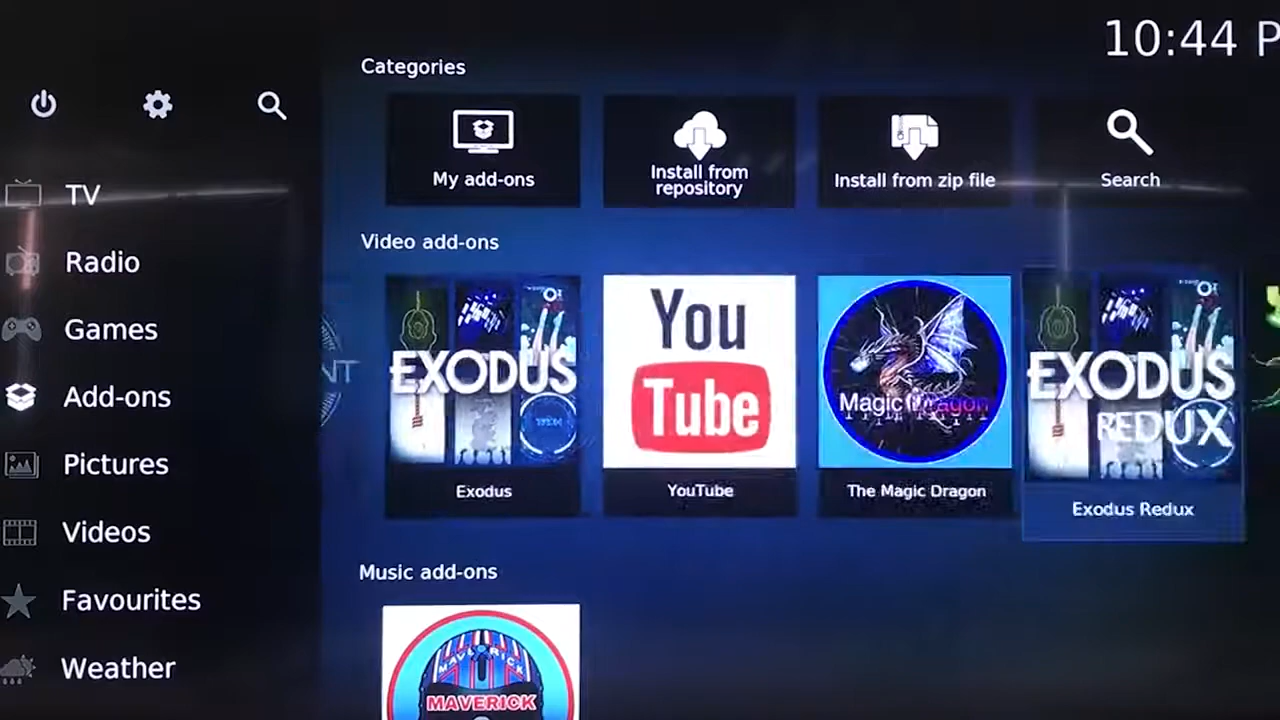 10:44 P
Categories
My add-ons
Install from
repository
Install from zip file
Search
TV
Radio
Games
Add-ons
Pictures
Videos
Favourites
Weather
Video add-ons
NT
EXODUS
You
Tube
Magic Dragon
EXODUS
REDUX
Exodus
YouTube
The Magic Dragon
Exodus Redux
Music add-ons
MAVERICK
MAVERICK